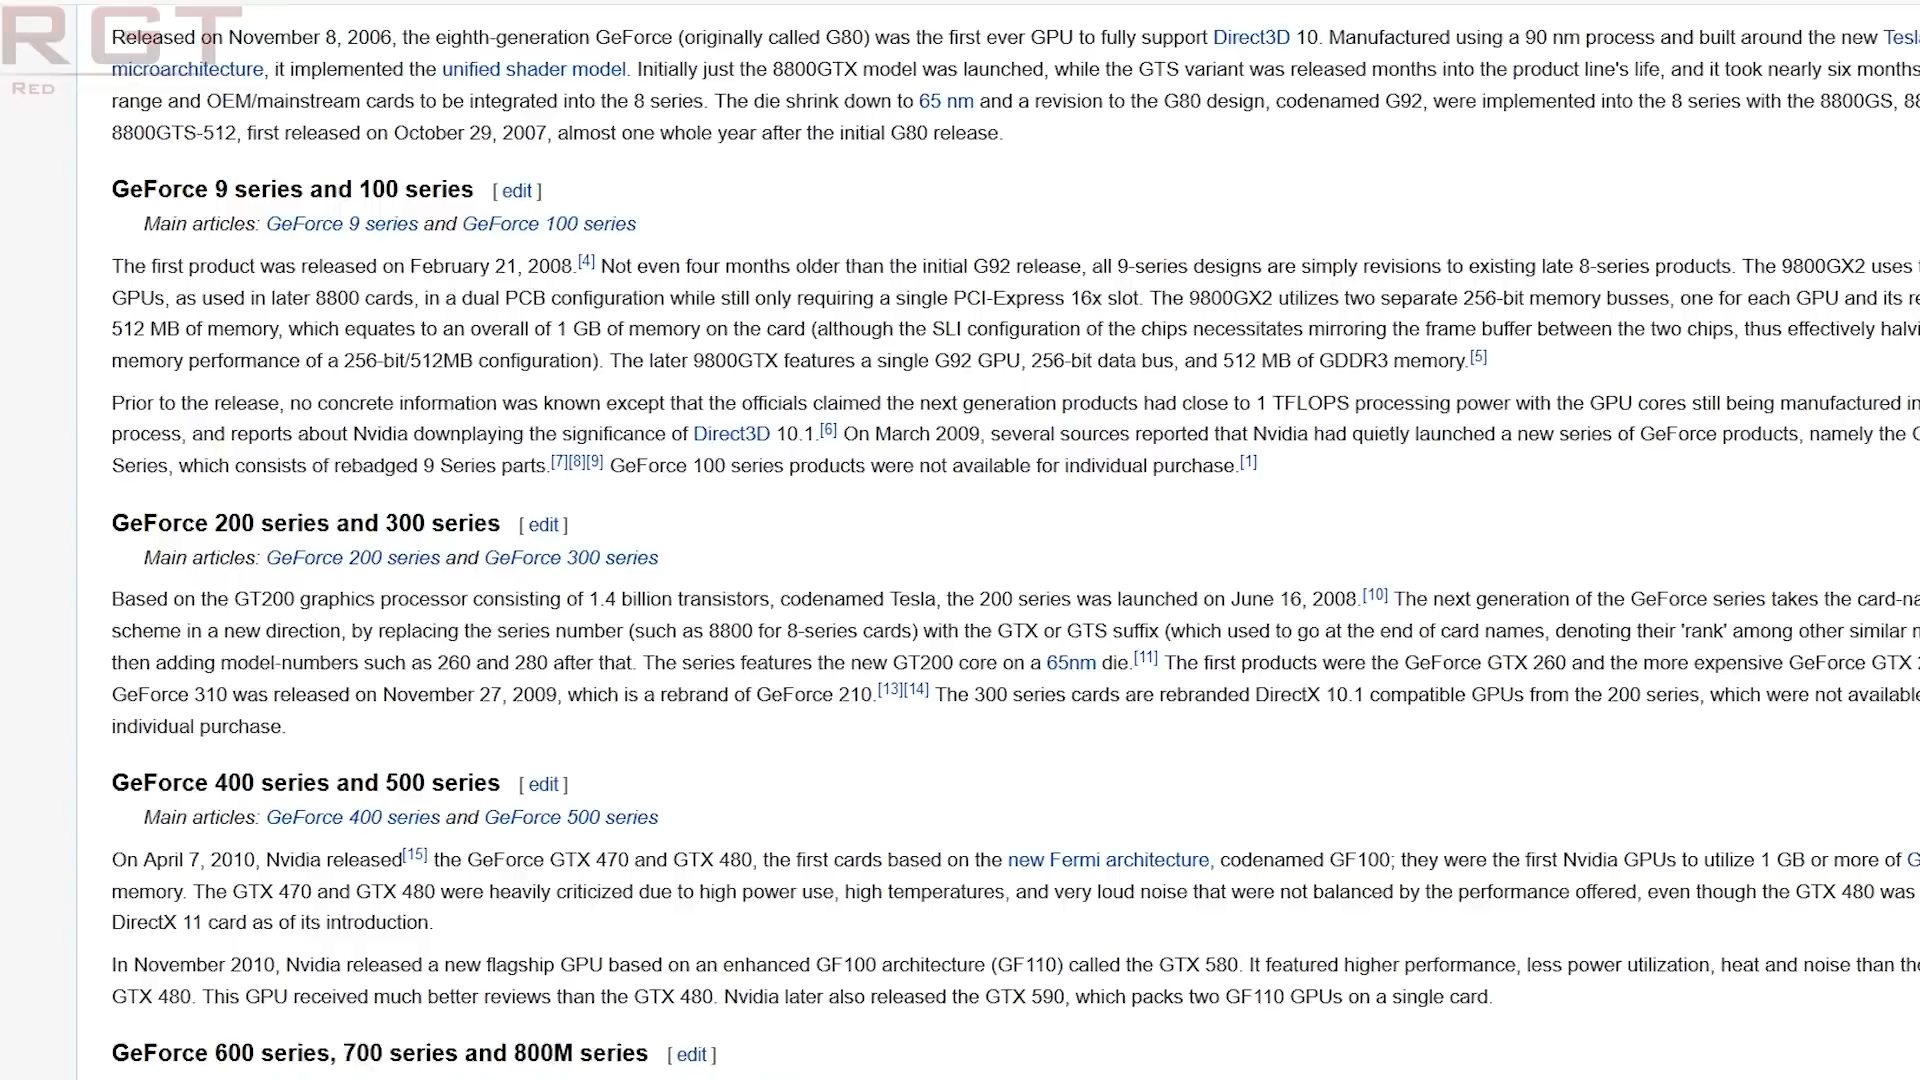 RGT
RED
Released on November 8, 2006, the eighth-generation GeForce (originally called G80) was the first ever GPU to fully support Direct3D 10. Manufactured using a 90 nm process and built around the new
microarchitecture, it implemented the unified shader model. Initially just the 8800GTX model was launched, while the GTS variant was released months into the product line's life, and it took nearly six months
range and OEM/mainstream cards to be integrated into the 8 series. The die shrink down to 65 nm and a revision to the G80 design, codenamed G92, were implemented into the 8 series with the 8800GS,
8800GTS-512, first released on October 29, 2007, almost one whole year after the initial G80 release.
GeForce 9 series and 100 series [ edit ]
Main articles: GeForce 9 series and GeForce 100 series
The first product was released on February 21, 2008.[4] Not even four months older than the initial G92 release, all 9-series designs are simply revisions to existing late 8-series products. The 9800GX2 uses
GPUs, as used in later 8800 cards, in a dual PCB configuration while still only requiring a single PCI-Express 16x slot. The 9800GX2 utilizes two separate 256-bit memory busses, one for each GPU and its
512 MB of memory, which equates to an overall of 1 GB of memory on the card (although the SLI configuration of the chips necessitates mirroring the frame buffer between the two chips, thus effectively
memory performance of a 256-bit/512MB configuration). The later 9800GTX features a single G92 GPU, 256-bit data bus, and 512 MB of GDDR3 memory.[5]
Prior to the release, no concrete information was known except that the officials claimed the next generation products had close to 1 TFLOPS processing power with the GPU cores still being manufactured in
process, and reports about Nvidia downplaying the significance of Direct3D 10.1.[6] On March 2009, several sources reported that Nvidia had quietly launched a new series of GeForce products, namely the
Series, which consists of rebadged 9 Series parts.[7][8][9] GeForce 100 series products were not available for individual purchase.[1]
GeForce 200 series and 300 series [ edit ]
Main articles: GeForce 200 series and GeForce 300 series
Based on the GT200 graphics processor consisting of 1.4 billion transistors, codenamed Tesla, the 200 series was launched on June 16, 2008.[10] The next generation of the GeForce series takes the
scheme in a new direction, by replacing the series number (such as 8800 for 8-series cards) with the GTX or GTS suffix (which used to go at the end of card names, denoting their 'rank' among other similar
then adding model-numbers such as 260 and 280 after that. The series features the new GT200 core on a 65nm die.[11] The first products were the GeForce GTX 260 and the more expensive GeForce GTX
GeForce 310 was released on November 27, 2009, which is a rebrand of GeForce 210.[13][14] The 300 series cards are rebranded DirectX 10.1 compatible GPUs from the 200 series, which were not available
individual purchase.
GeForce 400 series and 500 series [ edit ]
Main articles: GeForce 400 series and GeForce 500 series
On April 7, 2010, Nvidia released[15] the GeForce GTX 470 and GTX 480, the first cards based on the new Fermi architecture, codenamed GF100; they were the first Nvidia GPUs to utilize 1 GB or more of
memory. The GTX 470 and GTX 480 were heavily criticized due to high power use, high temperatures, and very loud noise that were not balanced by the performance offered, even though the GTX 480 was
DirectX 11 card as of its introduction.
In November 2010, Nvidia released a new flagship GPU based on an enhanced GF100 architecture (GF110) called the GTX 580. It featured higher performance, less power utilization, heat and noise than the
GTX 480. This GPU received much better reviews than the GTX 480. Nvidia later also released the GTX 590, which packs two GF110 GPUs on a single card.
GeForce 600 series, 700 series and 800M series [ edit ]